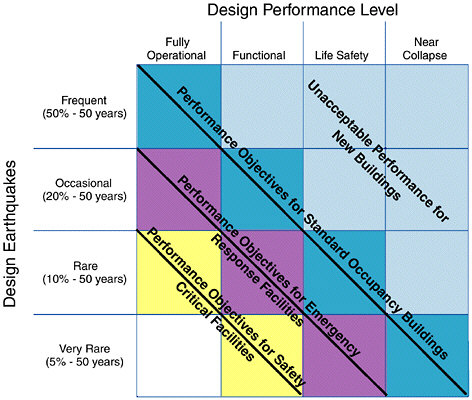 Design Performance Level
Fully
Operational
Functional
Life Safety
Near
Collapse
Design Earthquakes
Frequent
(50% - 50 years)
Occasional
(20% - 50 years)
Rare
(10% - 50 years)
Very Rare
(5% - 50 years)
Unacceptable Performance for
New Buildings
Performance Objectives for Standard Occupancy Buildings
Performance Objectives for Emergency
Response Facilities
Performance Objectives for Safety
Critical Facilities